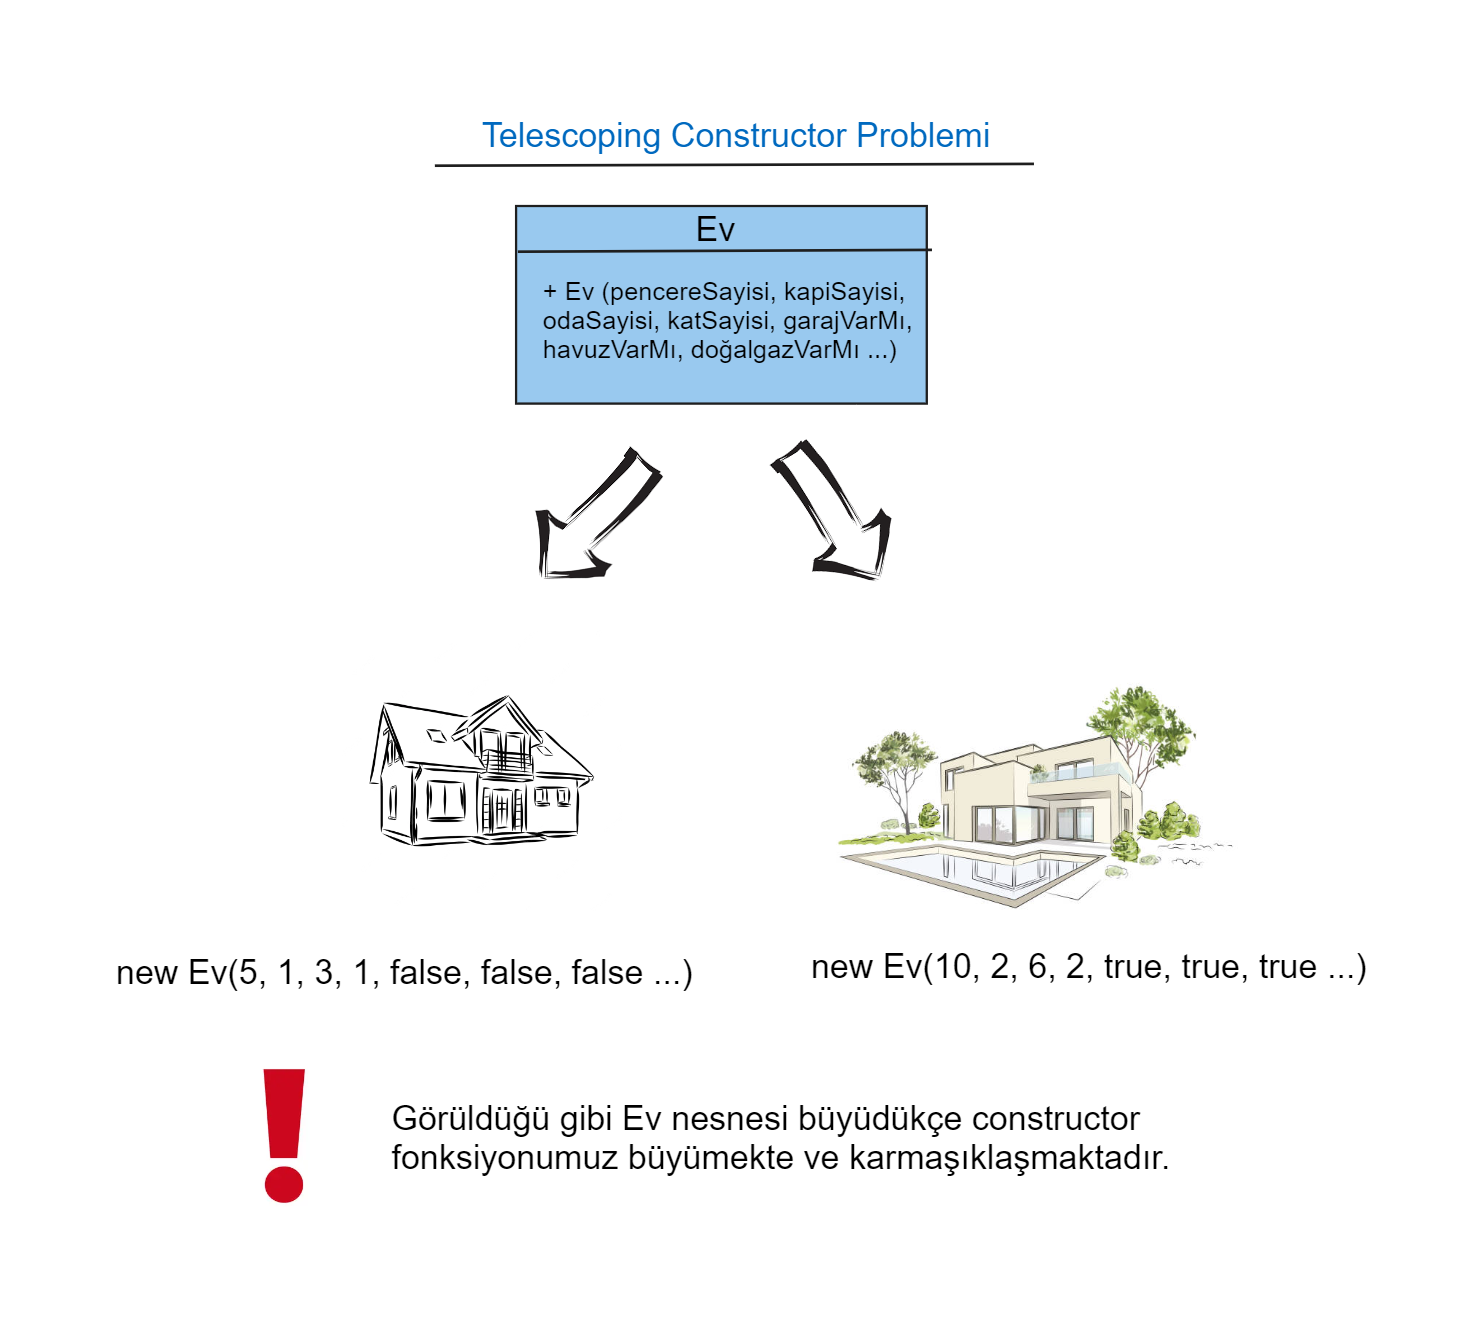 Telescoping Constructor Problemi
Ev
+ Ev (pencereSayisi, kapiSayisi,
odaSayisi, katSayisi, garajVarMı,
havuzVarMı, doğalgazVarMı ...)
new Ev(5, 1, 3, 1, false, false, false ...)
new Ev(10, 2, 6, 2, true, true, true ...)
Görüldüğü gibi Ev nesnesi büyüdükçe constructor
fonksiyonumuz büyümekte ve karmaşıklaşmaktadır.